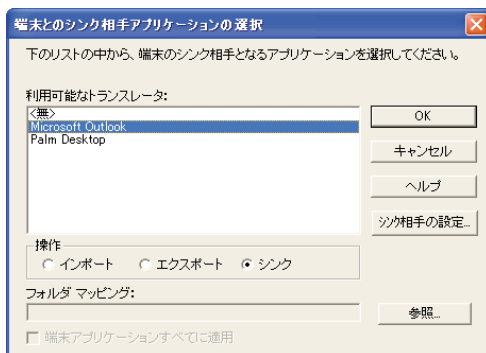 端末とのシンク相手アプリケーションの選択
下のリストの中から、端末のシンク相手となるアプリケーションを選択してください。
利用可能なトランスレータ:
<無>
Microsoft Outlook
Palm Desktop
OK
キャンセル
ヘルプ
シンク相手の設定...
操作
インポート エクスポート シンク
フォルダ マッピング:
参照...
端末アプリケーションすべてに適用